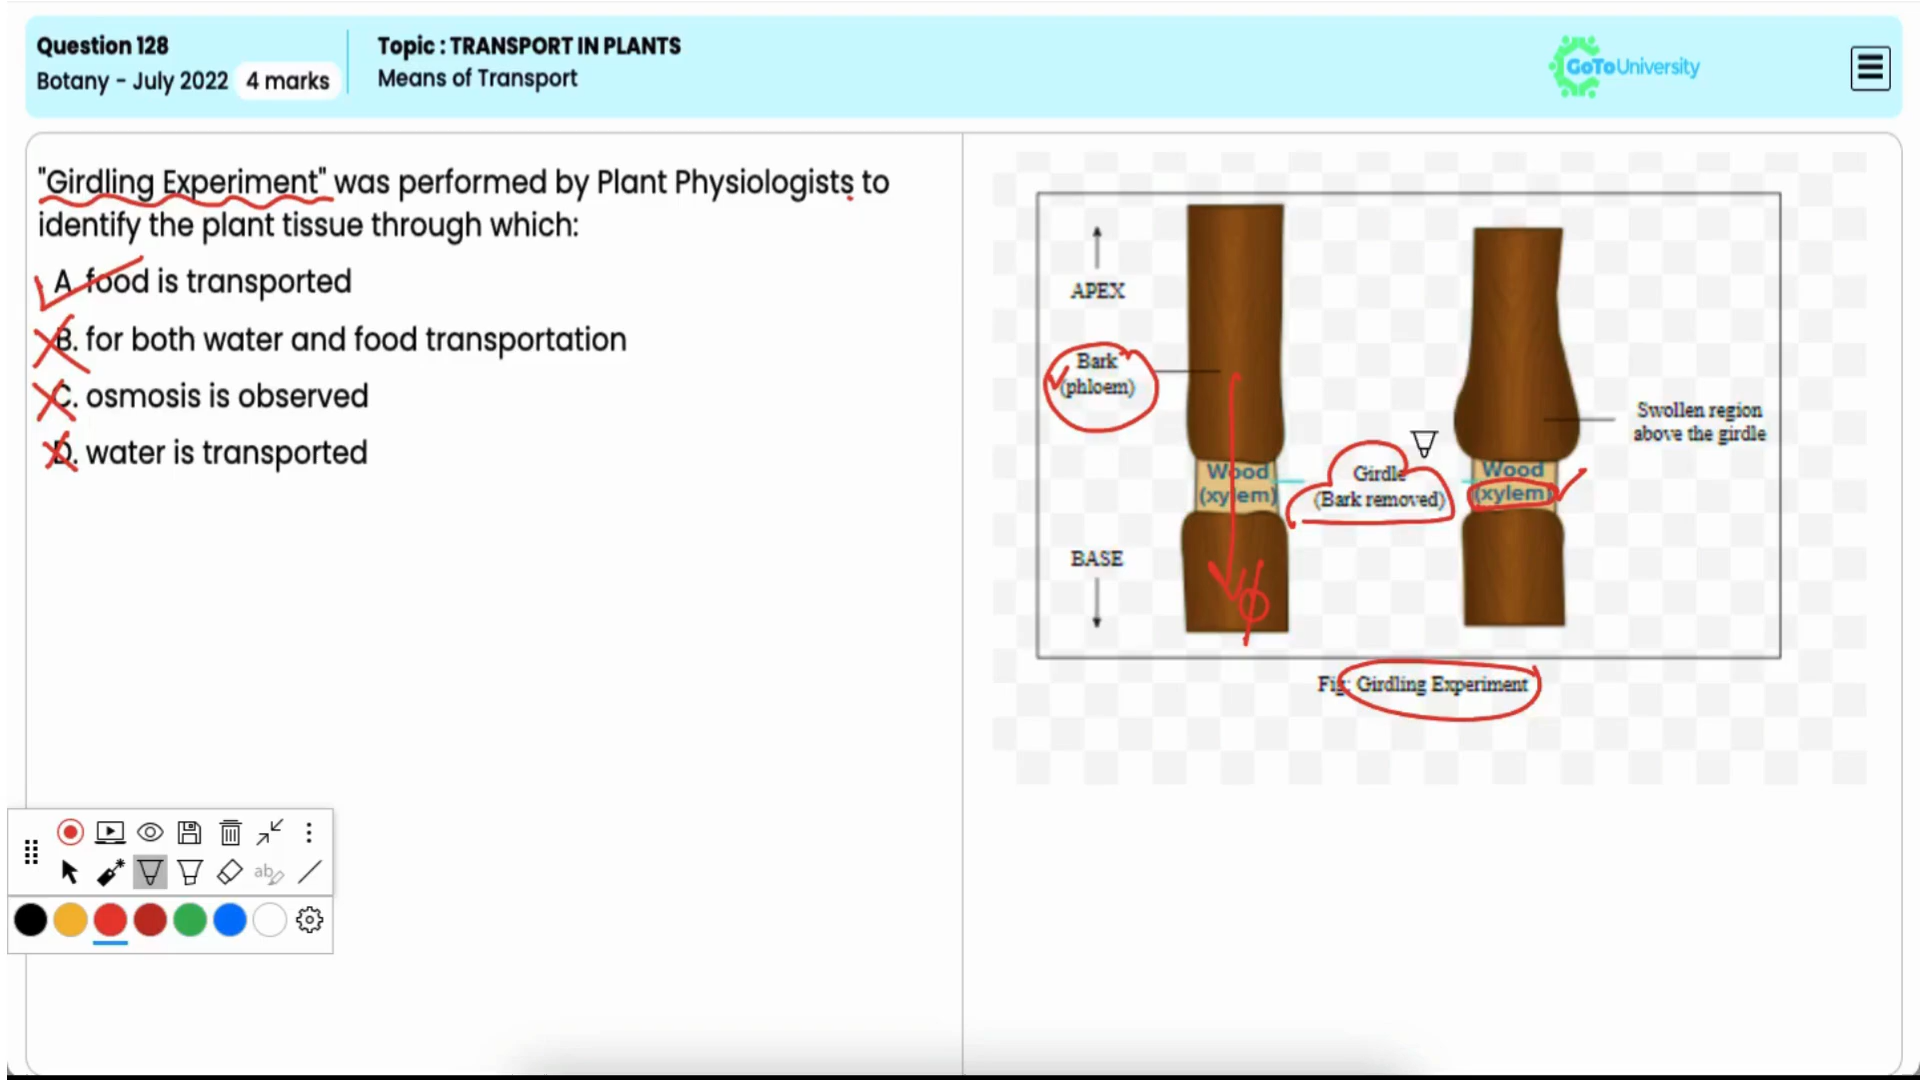 Question 128
Botany - July 2022 4 marks
Topic : TRANSPORT IN PLANTS
Means of Transport
GoToUniversity
"Girdling Experiment" was performed by Plant Physiologists to
identify the plant tissue through which:
A. food is transported
B. for both water and food transportation
C. osmosis is observed
D. water is transported
APEX
Bark
(phloem)
Wood
(xylem)
Girdle
(Bark removed)
Wood
(xylem)
Swollen region
above the girdle
BASE
Fig: Girdling Experiment
ab